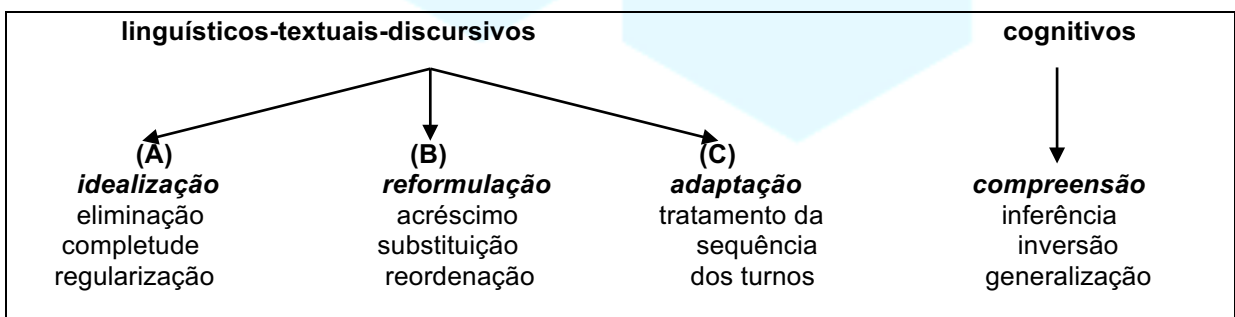 linguísticos-textuais-discursivos cognitivos
(A) (B) (C)
idealização reformulação adaptação compreensão
eliminação acréscimo tratamento da inferência
completude substituição sequência inversão
regularização reordenação dos turnos generalização